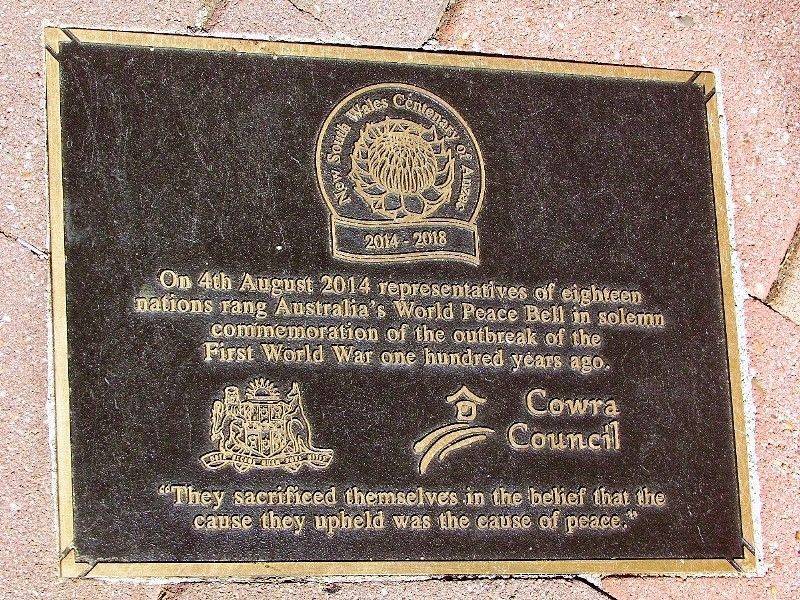 New South Wales Centenary of Anzac
2014 - 2018
On 4th August 2014 representatives of eighteen
nations rang Australia's World Peace Bell in solemn
commemoration of the outbreak of the
First World War one hundred years ago.
Cowra
Council
"They sacrificed themselves in the belief that the
cause they upheld was the cause of peace."